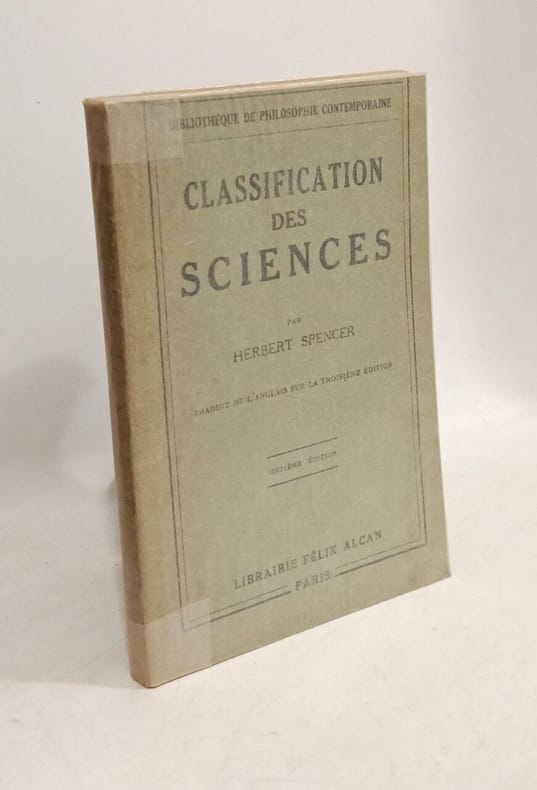 BIBLIOTHÈQUE DE PHILOSOPHIE CONTEMPORAINE
CLASSIFICATION
DES
SCIENCES
PAR
HERBERT SPENCER
TRADUIT DE L'ANGLAIS SUR LA TROISIÈME ÉDITION
ONZIÈME ÉDITION
LIBRAIRIE FÉLIX ALCAN
PARIS